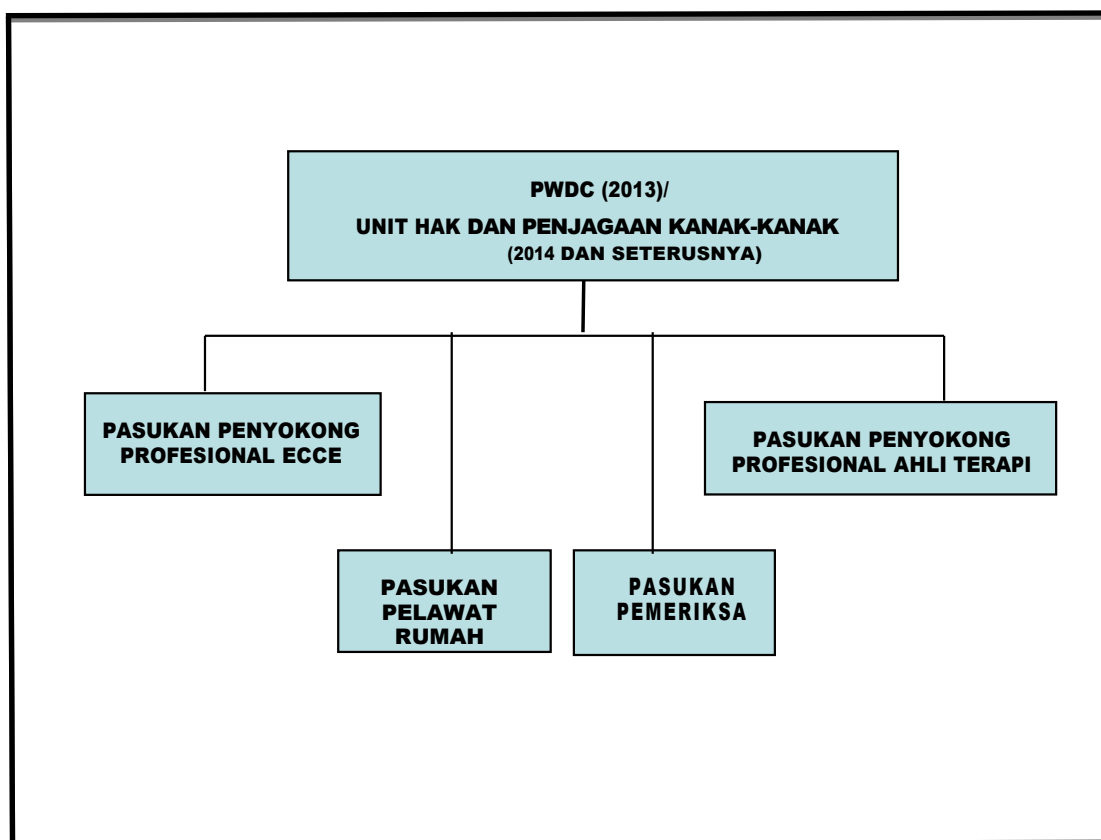 PWDC (2013)/
UNIT HAK DAN PENJAGAAN KANAK-KANAK
(2014 DAN SETERUSNYA)
PASUKAN PENYOKONG
PROFESIONAL ECCE
PASUKAN PENYOKONG
PROFESIONAL AHLI TERAPI
PASUKAN
PELAWAT
RUMAH
PASUKAN
PEMERIKSA